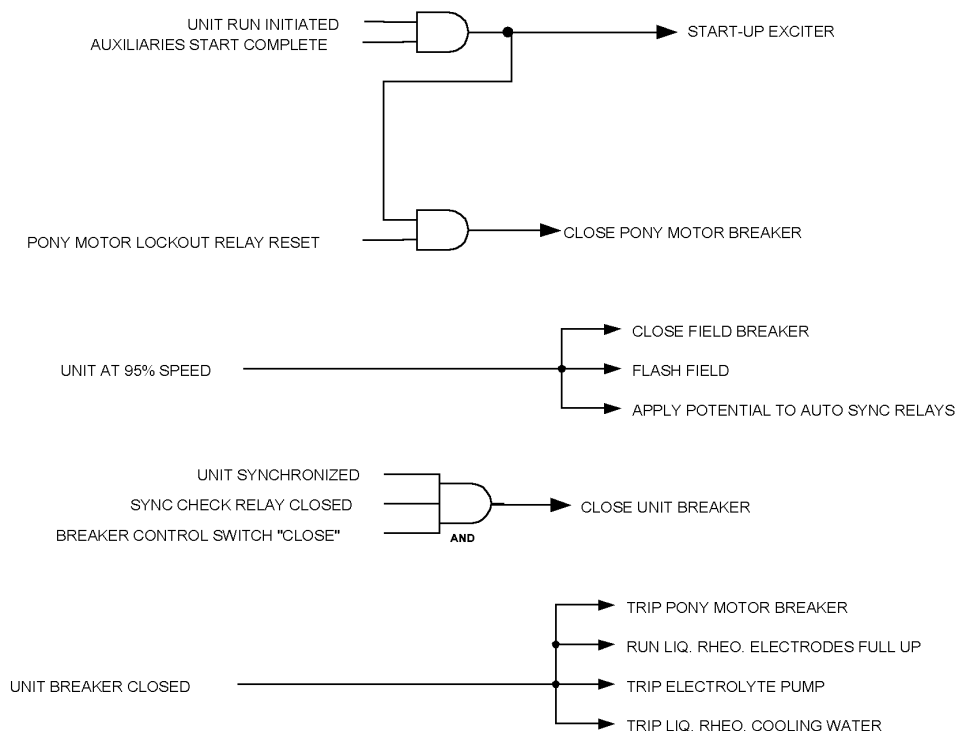 UNIT RUN INITIATED
AUXILIARIES START COMPLETE
START-UP EXCITER
PONY MOTOR LOCKOUT RELAY RESET
CLOSE PONY MOTOR BREAKER
UNIT AT 95% SPEED
CLOSE FIELD BREAKER
FLASH FIELD
APPLY POTENTIAL TO AUTO SYNC RELAYS
UNIT SYNCHRONIZED
SYNC CHECK RELAY CLOSED
BREAKER CONTROL SWITCH "CLOSE"
AND
CLOSE UNIT BREAKER
UNIT BREAKER CLOSED
TRIP PONY MOTOR BREAKER
RUN LIQ. RHEO. ELECTRODES FULL UP
TRIP ELECTROLYTE PUMP
TRIP LIQ. RHEO. COOLING WATER